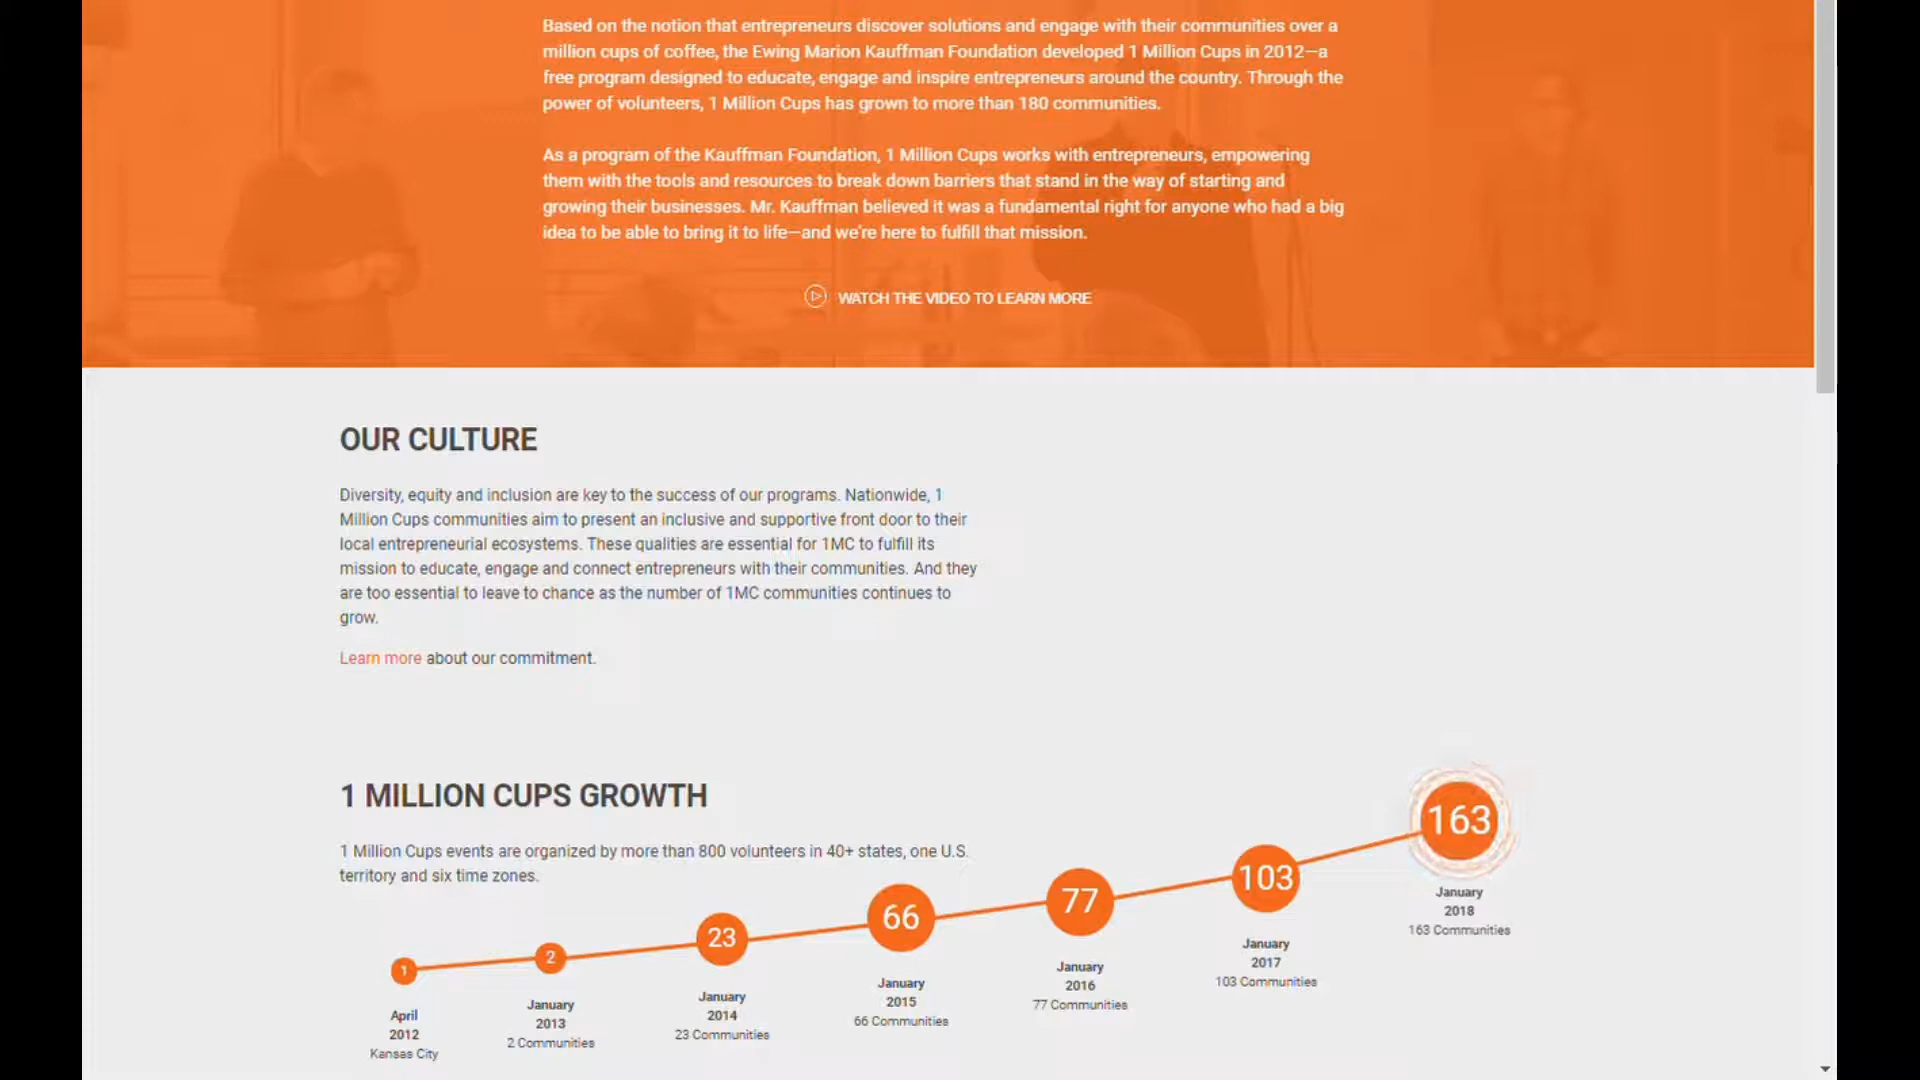 Based on the notion that entrepreneurs discover solutions and engage with their communities over a
million cups of coffee, the Ewing Marion Kauffman Foundation developed 1 Million Cups in 2012—a
free program designed to educate, engage and inspire entrepreneurs around the country. Through the
power of volunteers, 1 Million Cups has grown to more than 180 communities.
As a program of the Kauffman Foundation, 1 Million Cups works with entrepreneurs, empowering
them with the tools and resources to break down barriers that stand in the way of starting and
growing their businesses. Mr. Kauffman believed it was a fundamental right for anyone who had a big
idea to be able to bring it to life—and we're here to fulfill that mission.
WATCH THE VIDEO TO LEARN MORE
OUR CULTURE
Diversity, equity and inclusion are key to the success of our programs. Nationwide, 1
Million Cups communities aim to present an inclusive and supportive front door to their
local entrepreneurial ecosystems. These qualities are essential for 1MC to fulfill its
mission to educate, engage and connect entrepreneurs with their communities. And they
are too essential to leave to chance as the number of 1MC communities continues to
grow.
Learn more about our commitment.
1 MILLION CUPS GROWTH
1 Million Cups events are organized by more than 800 volunteers in 40+ states, one U.S.
territory and six time zones.
1
April
2012
Kansas City
2
January
2013
2 Communities
23
January
2014
23 Communities
66
January
2015
66 Communities
77
January
2016
77 Communities
103
January
2017
103 Communities
163
January
2018
163 Communities